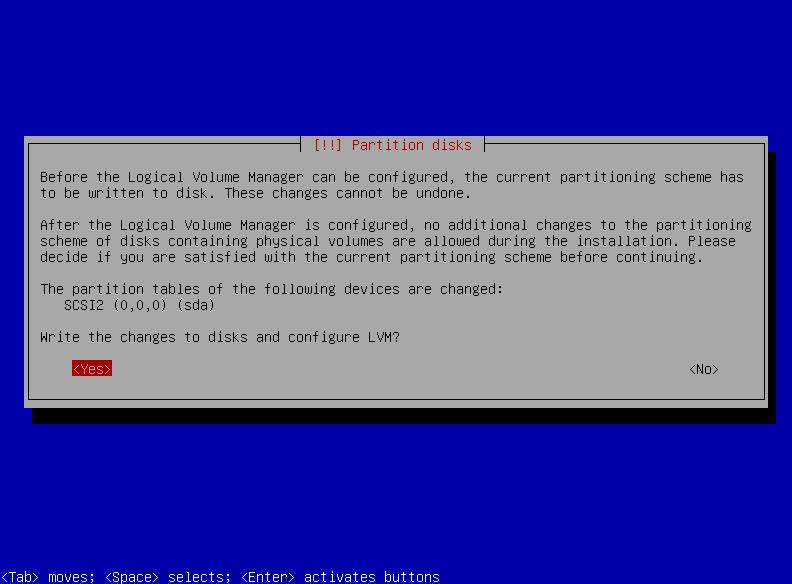 [!!] Partition disks
Before the Logical Volume Manager can be configured, the current partitioning scheme has
to be written to disk. These changes cannot be undone.
After the Logical Volume Manager is configured, no additional changes to the partitioning
scheme of disks containing physical volumes are allowed during the installation. Please
decide if you are satisfied with the current partitioning scheme before continuing.
The partition tables of the following devices are changed:
SCSI2 (0,0,0) (sda)
Write the changes to disks and configure LVM?
<Yes> <No>
<Tab> moves; <Space> selects; <Enter> activates buttons